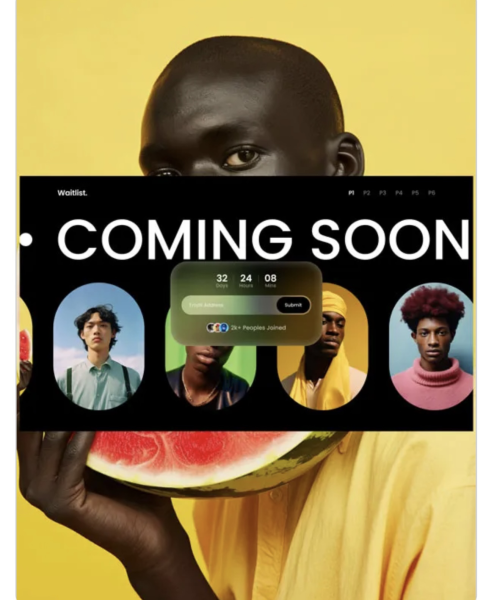 Waitlist.
P1 P2 P3 P4 P5 P6
COMING SOON
32 24 08
Days Hours Mins
Email Address
Submit
2k+ Peoples Joined